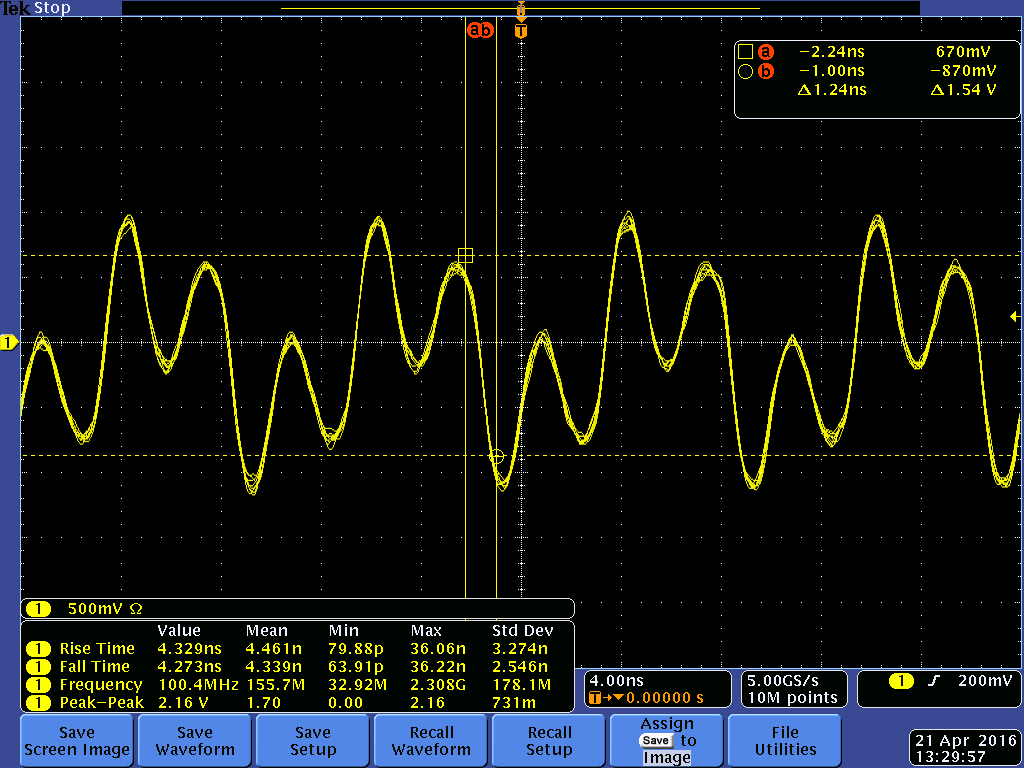 Tek Stop
a b
T
T
a −2.24ns 670mV
b −1.00ns −870mV
Δ1.24ns Δ1.54 V
1
1 500mV Ω
Value Mean Min Max Std Dev
1 Rise Time 4.329ns 4.461n 79.88p 36.06n 3.274n
1 Fall Time 4.273ns 4.339n 63.91p 36.22n 2.546n
1 Frequency 100.4MHz 155.7M 32.92M 2.308G 178.1M
1 Peak−Peak 2.16 V 1.70 0.00 2.16 731m
4.00ns
T→▼0.00000 s
5.00GS/s
10M points
1 200mV
Save
Screen Image
Save
Waveform
Save
Setup
Recall
Waveform
Recall
Setup
Assign
Save to
Image
File
Utilities
21 Apr 2016
13:29:57